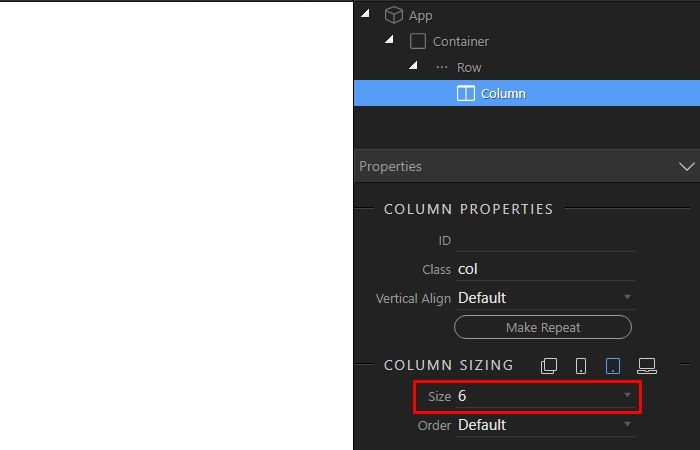 App
Container
Row
Column
Properties
COLUMN PROPERTIES
ID
Class col
Vertical Align Default
Make Repeat
COLUMN SIZING
Size 6
Order Default